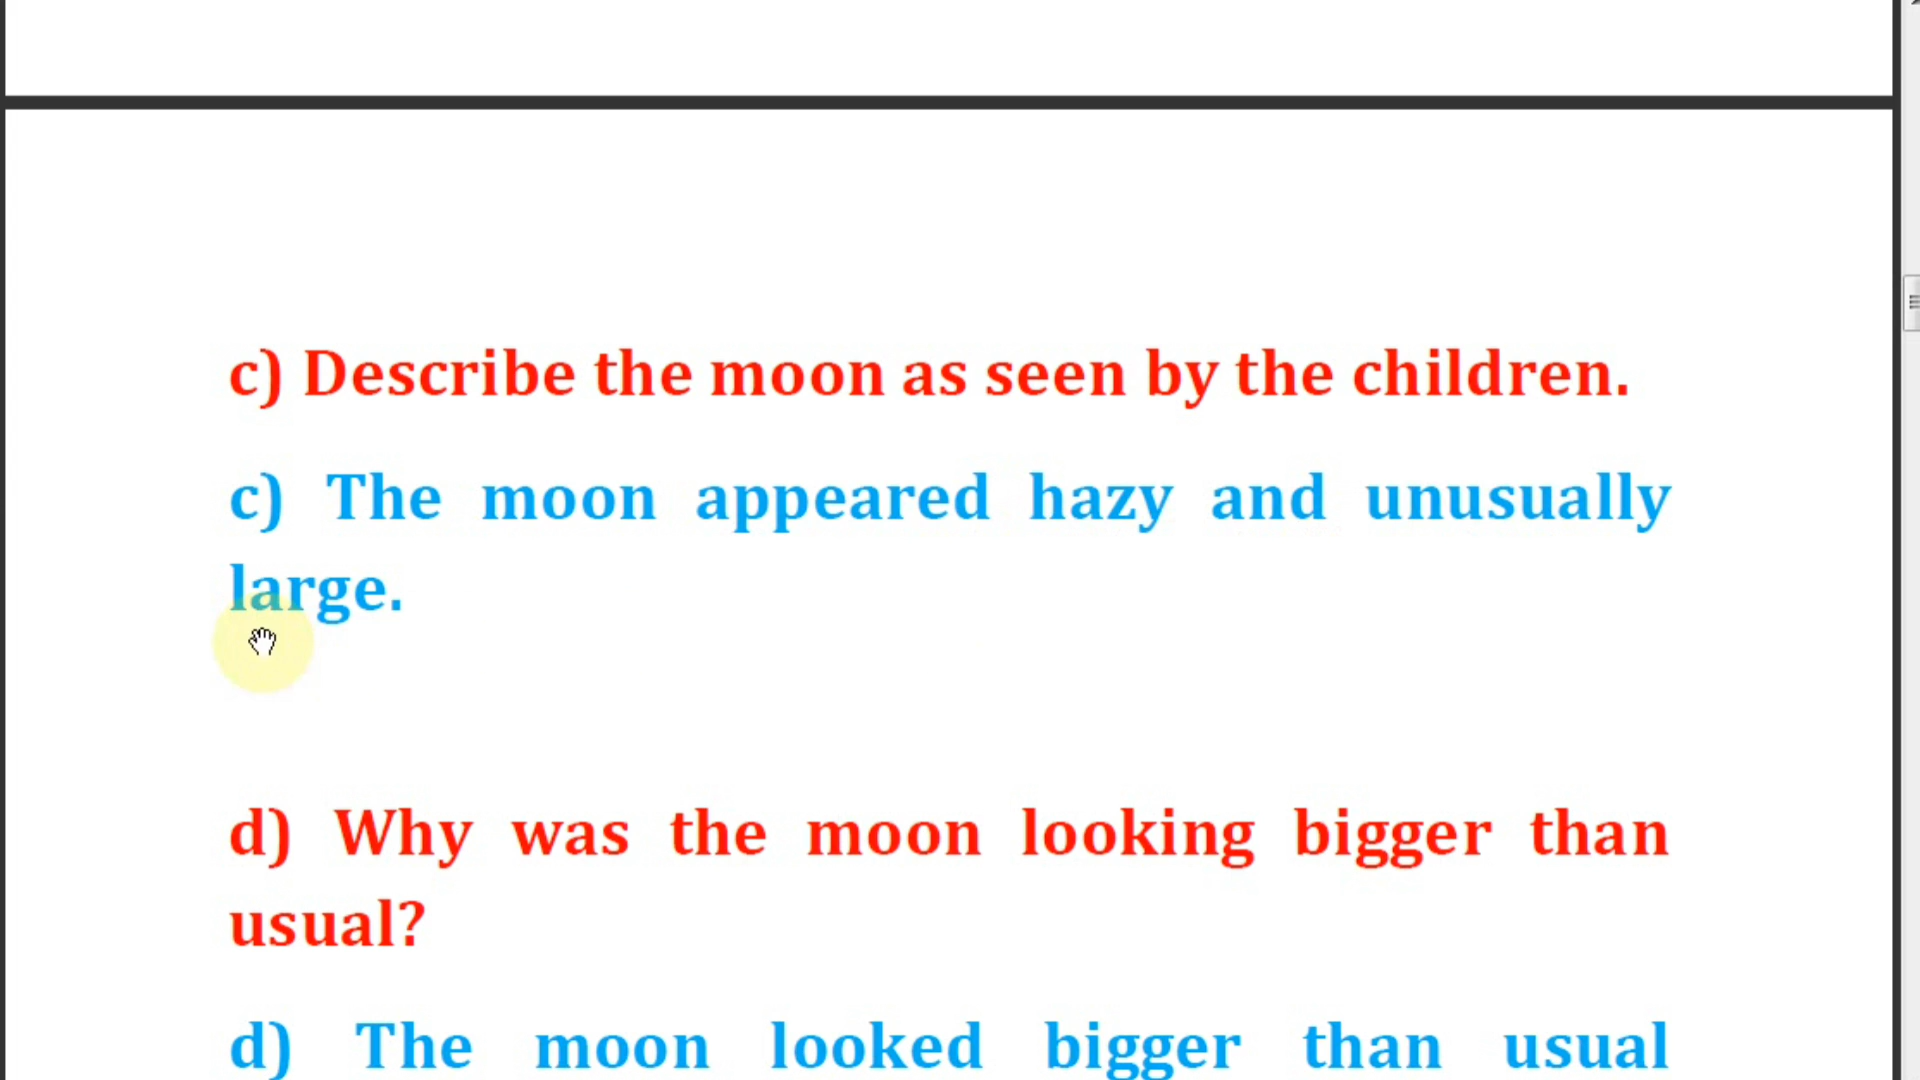 c) Describe the moon as seen by the children.
c) The moon appeared hazy and unusually
large.
d) Why was the moon looking bigger than
usual?
d) The moon looked bigger than usual